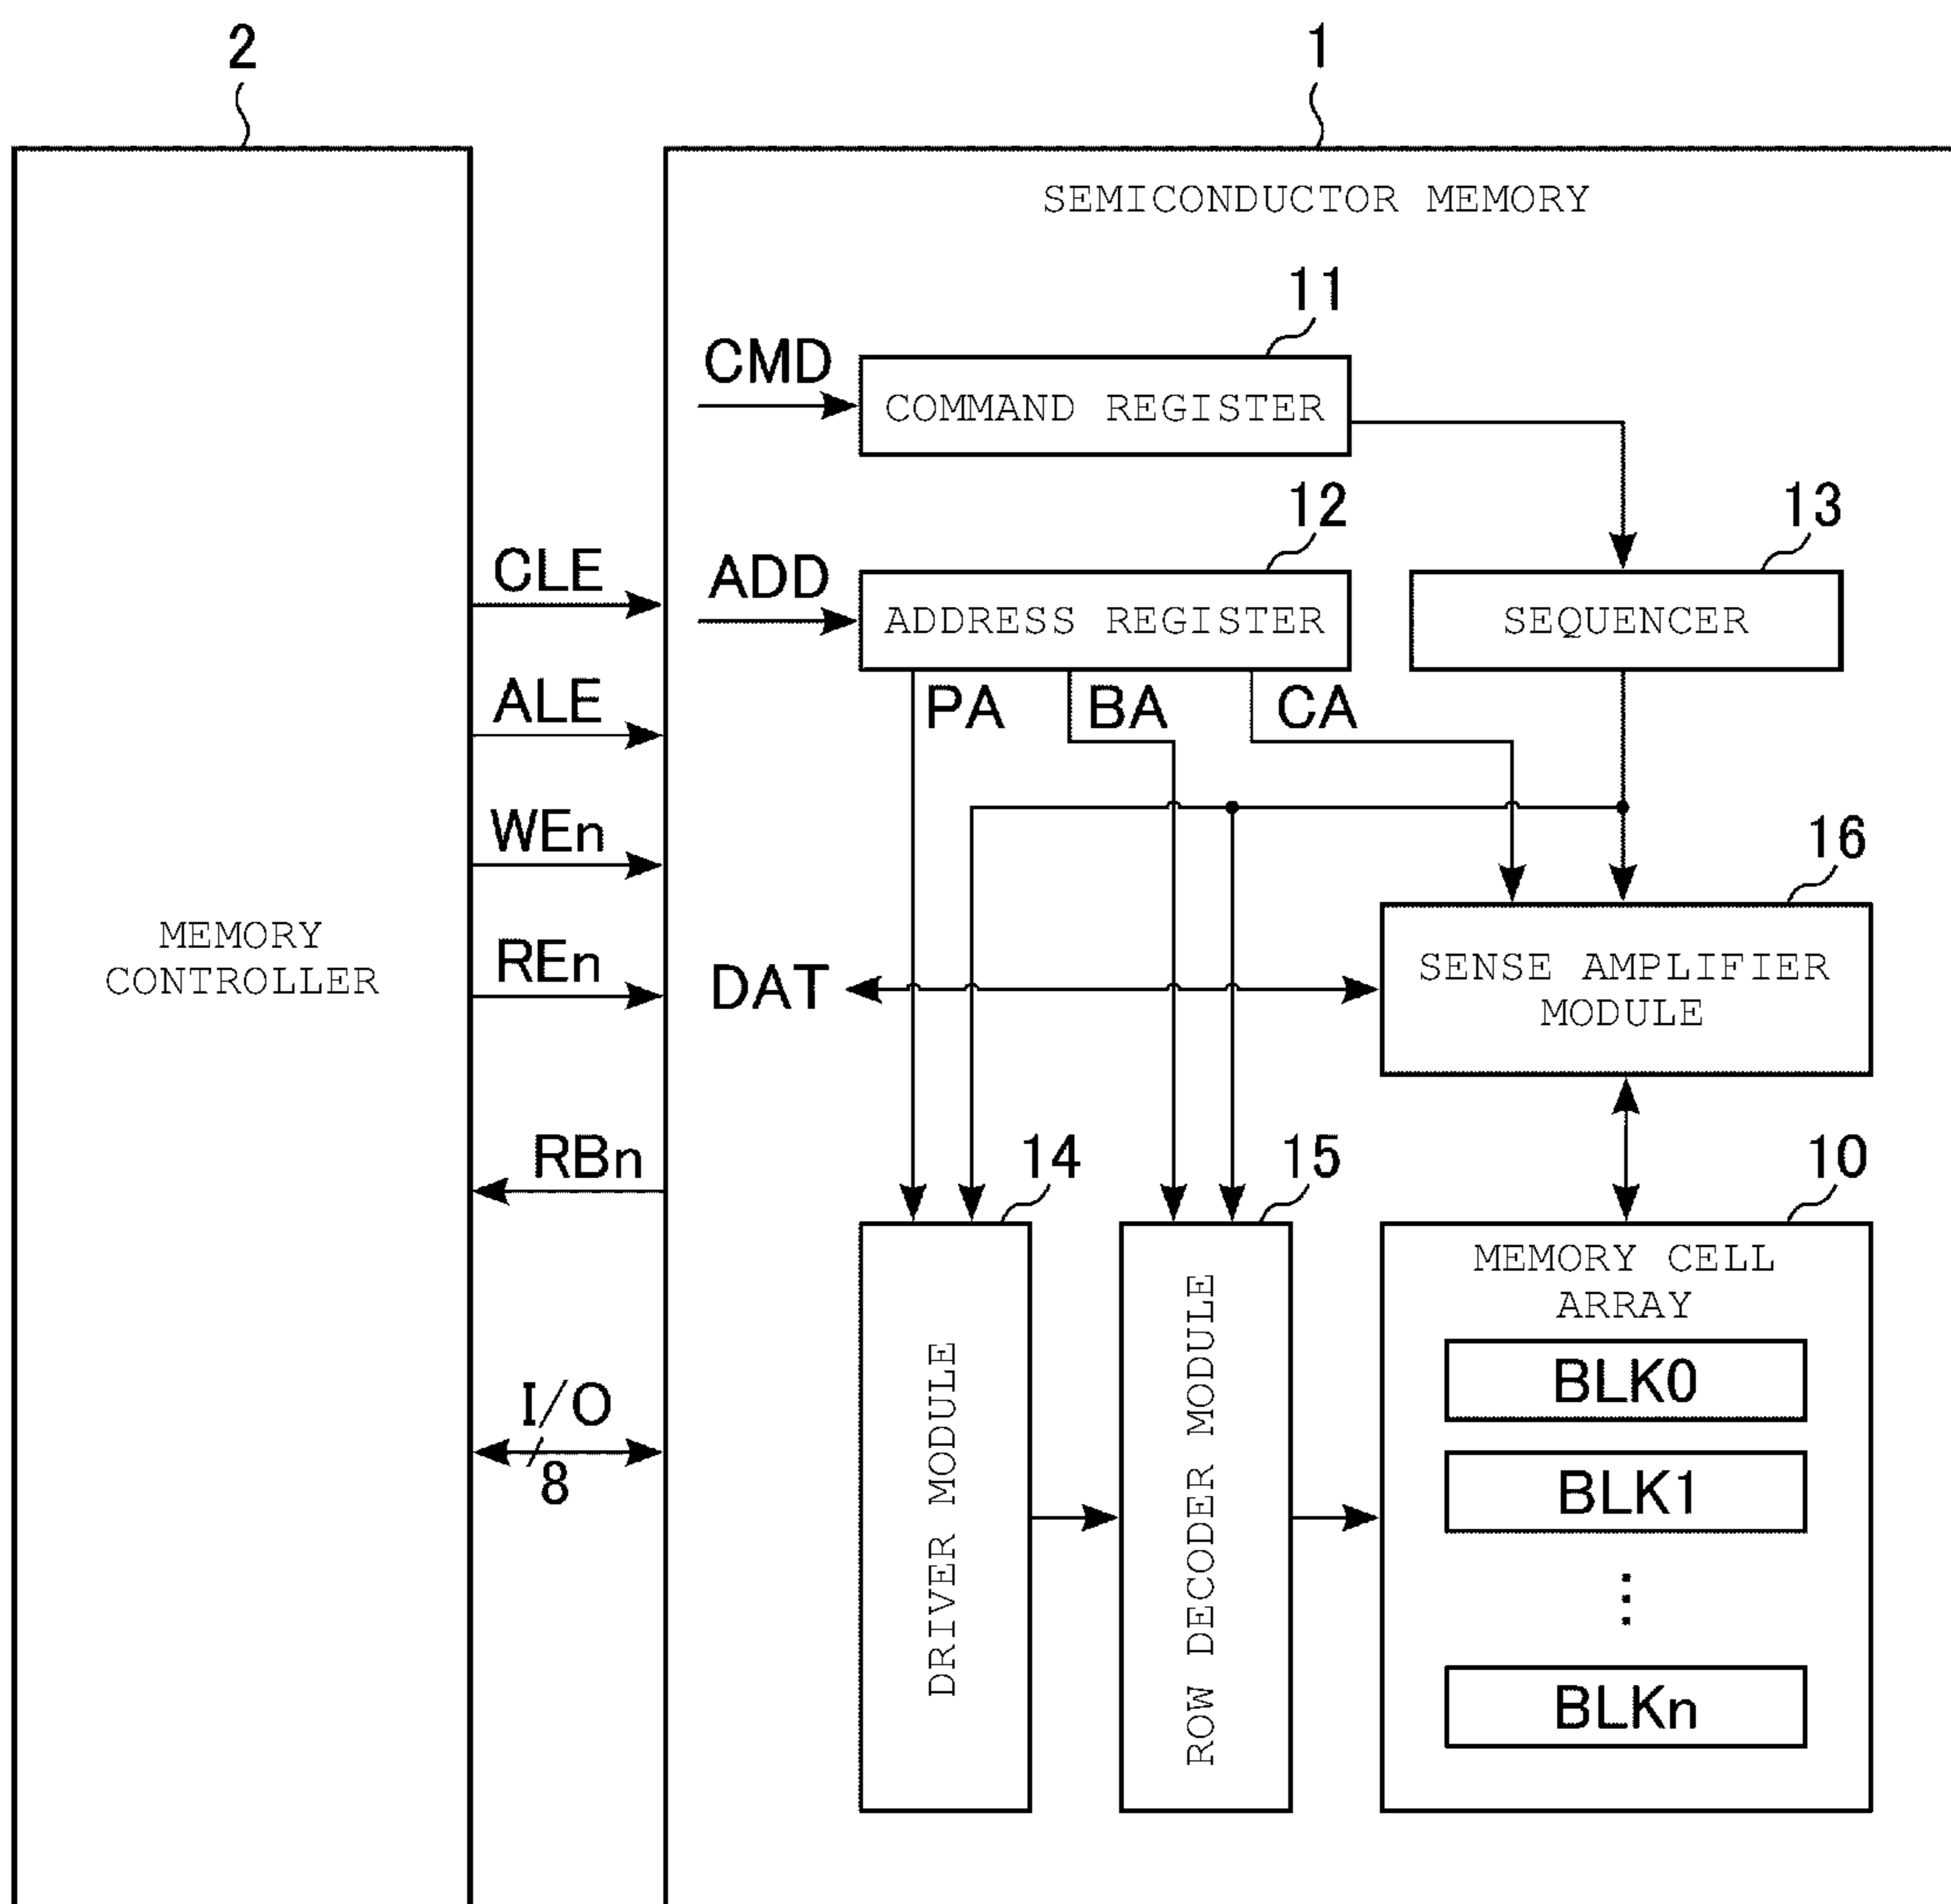 2
1
SEMICONDUCTOR MEMORY
11
CMD
COMMAND REGISTER
12
13
CLE
ADD
ADDRESS REGISTER
SEQUENCER
ALE
PA
BA
CA
WEn
16
MEMORY
CONTROLLER
REn
DAT
SENSE AMPLIFIER
MODULE
RBn
14
15
10
DRIVER MODULE
ROW DECODER MODULE
MEMORY CELL
ARRAY
BLK0
I/O
8
BLK1
⋮
BLKn